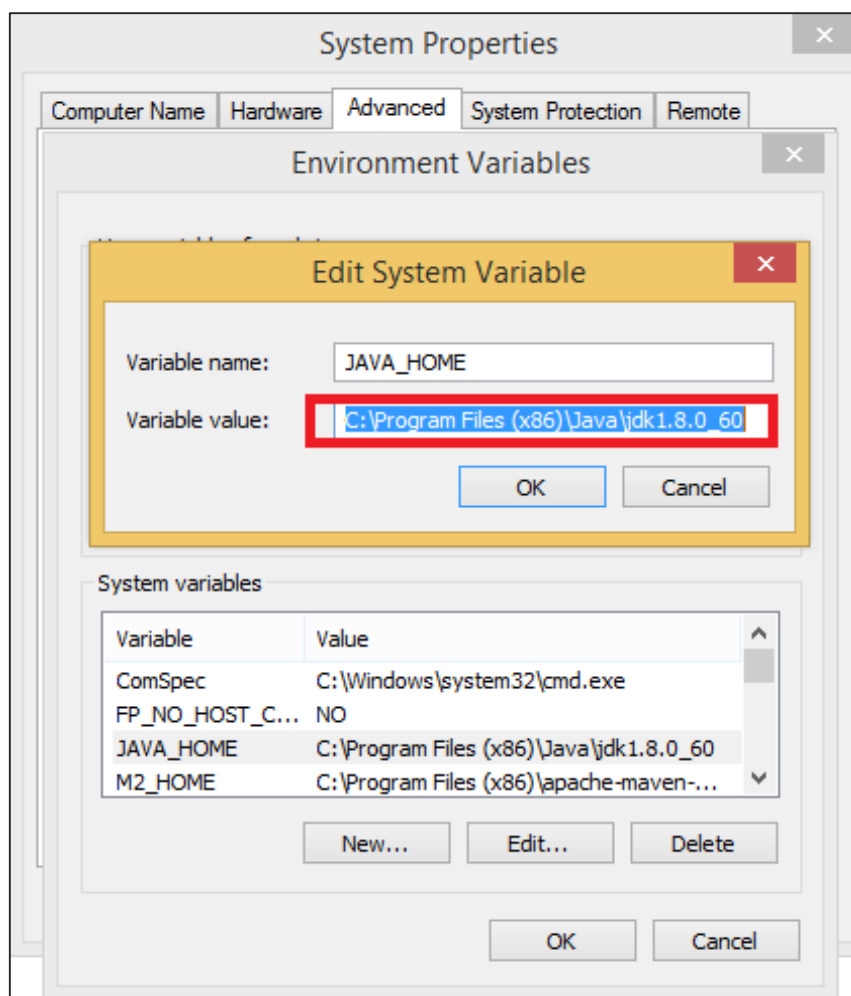 System Properties
Computer Name Hardware Advanced System Protection Remote
Environment Variables
Edit System Variable
Variable name: JAVA_HOME
Variable value: C:\Program Files (x86)\Java\jdk1.8.0_60
OK Cancel
System variables
Variable Value
ComSpec C:\Windows\system32\cmd.exe
FP_NO_HOST_C... NO
JAVA_HOME C:\Program Files (x86)\Java\jdk1.8.0_60
M2_HOME C:\Program Files (x86)\apache-maven-...
New... Edit... Delete
OK Cancel